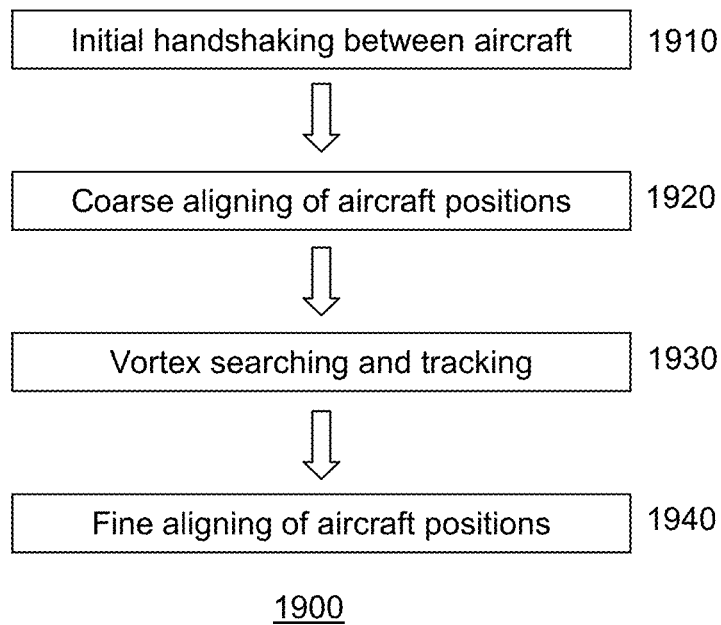 Initial handshaking between aircraft 1910
Coarse aligning of aircraft positions 1920
Vortex searching and tracking 1930
Fine aligning of aircraft positions 1940
1900